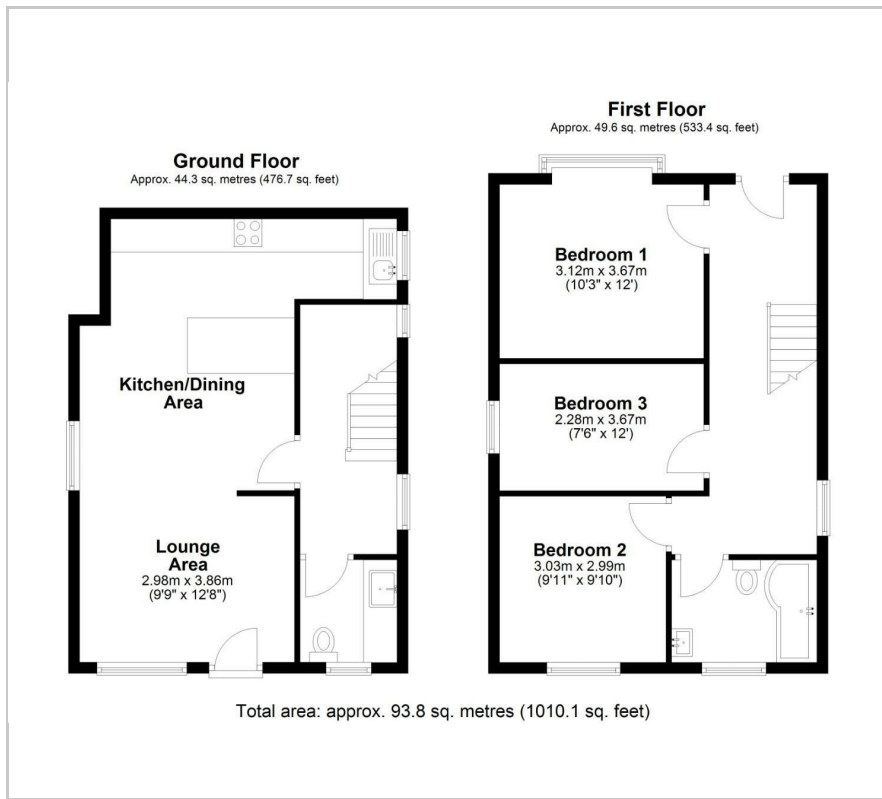 Ground Floor
Approx. 44.3 sq. metres (476.7 sq. feet)
Kitchen/Dining
Area
Lounge
Area
2.98m x 3.86m
(9'9" x 12'8")
First Floor
Approx. 49.6 sq. metres (533.4 sq. feet)
Bedroom 1
3.12m x 3.67m
(10'3" x 12')
Bedroom 3
2.28m x 3.67m
(7'6" x 12')
Bedroom 2
3.03m x 2.99m
(9'11" x 9'10")
Total area: approx. 93.8 sq. metres (1010.1 sq. feet)